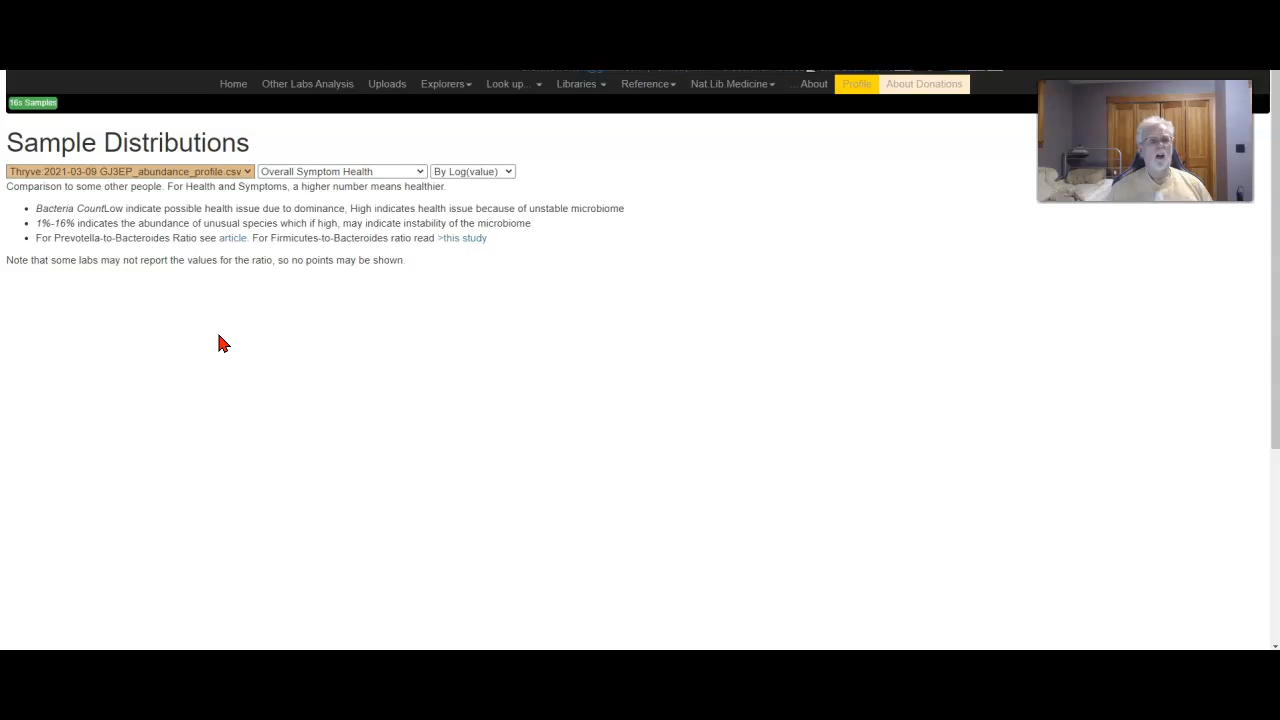 Home Other Labs Analysis Uploads Explorers Look up... Libraries Reference Nat.Lib.Medicine ... About Profile About Donations
16s Samples
Sample Distributions
Thryve:2021-03-09 GJ3EP_abundance_profile.csv Overall Symptom Health By Log(value)
Comparison to some other people. For Health and Symptoms, a higher number means healthier.
Bacteria CountLow indicate possible health issue due to dominance, High indicates health issue because of unstable microbiome
1%-16% indicates the abundance of unusual species which if high, may indicate instability of the microbiome
For Prevotella-to-Bacteroides Ratio see article. For Firmicutes-to-Bacteroides ratio read >this study
Note that some labs may not report the values for the ratio, so no points may be shown.